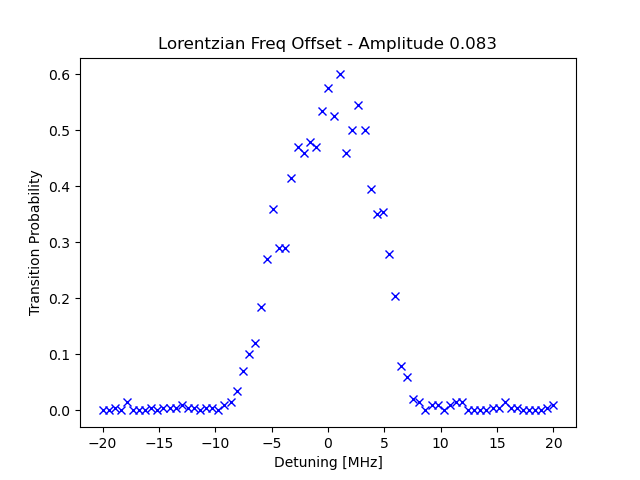 Lorentzian Freq Offset - Amplitude 0.083
0.6
0.5
0.4
0.3
0.2
0.1
0.0
Transition Probability
−20 −15 −10 −5 0 5 10 15 20
Detuning [MHz]